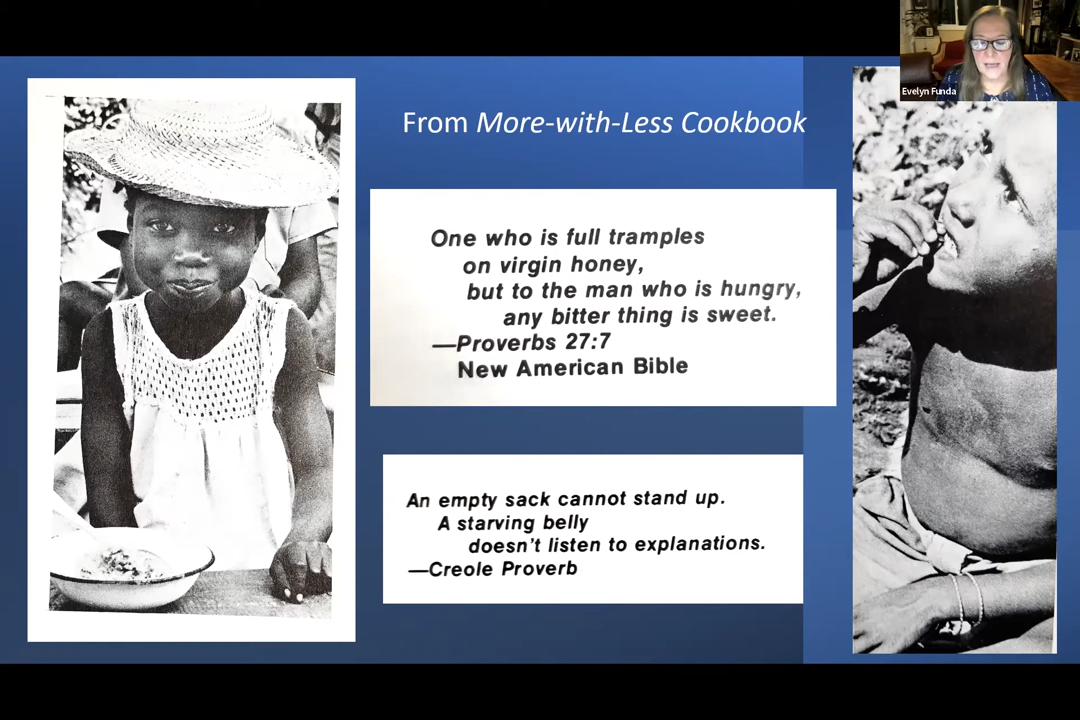 Evelyn Funda
From More-with-Less Cookbook
One who is full tramples
on virgin honey,
but to the man who is hungry,
any bitter thing is sweet.
—Proverbs 27:7
New American Bible
An empty sack cannot stand up.
A starving belly
doesn't listen to explanations.
—Creole Proverb